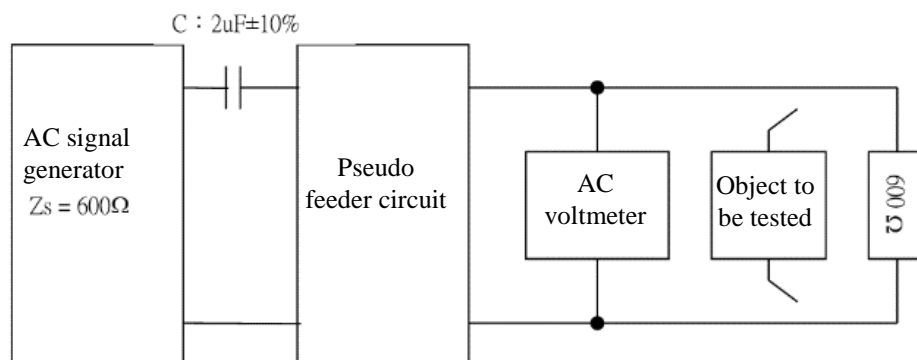 C：2uF±10%
AC signal
generator
Zs = 600Ω
Pseudo
feeder circuit
AC
voltmeter
Object to
be tested
600 Ω